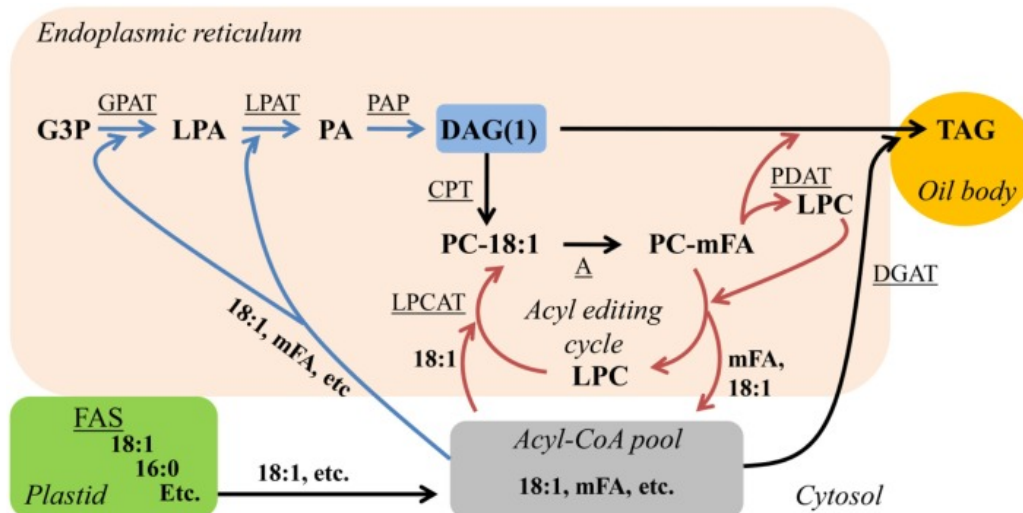 Endoplasmic reticulum
GPAT LPAT PAP
G3P LPA PA DAG(1) TAG
Oil body
CPT
PDAT
LPC
PC-18:1 PC-mFA
A
DGAT
LPCAT
Acyl editing
cycle
18:1
LPC
mFA,
18:1
18:1, mFA, etc
FAS
18:1
16:0
Etc.
Plastid
18:1, etc.
Acyl-CoA pool
18:1, mFA, etc.
Cytosol